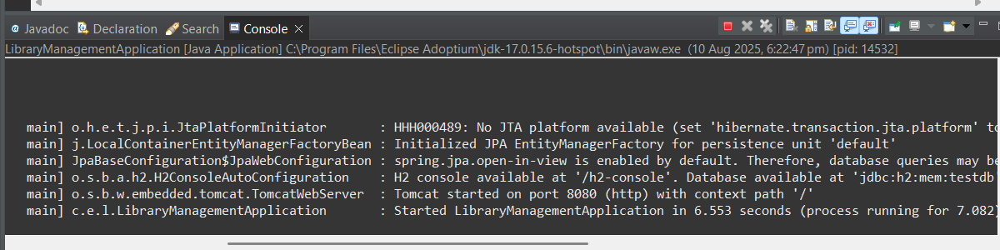 Javadoc Declaration Search Console
LibraryManagementApplication [Java Application] C:\Program Files\Eclipse Adoptium\jdk-17.0.15.6-hotspot\bin\javaw.exe (10 Aug 2025, 6:22:47 pm) [pid: 14532]
main] o.h.e.t.j.p.i.JtaPlatformInitiator : HHH000489: No JTA platform available (set 'hibernate.transaction.jta.platform' to
main] j.LocalContainerEntityManagerFactoryBean : Initialized JPA EntityManagerFactory for persistence unit 'default'
main] JpaBaseConfiguration$JpaWebConfiguration : spring.jpa.open-in-view is enabled by default. Therefore, database queries may be
main] o.s.b.a.h2.H2ConsoleAutoConfiguration : H2 console available at '/h2-console'. Database available at 'jdbc:h2:mem:testdb'
main] o.s.b.w.embedded.tomcat.TomcatWebServer : Tomcat started on port 8080 (http) with context path '/'
main] c.e.l.LibraryManagementApplication : Started LibraryManagementApplication in 6.553 seconds (process running for 7.082)